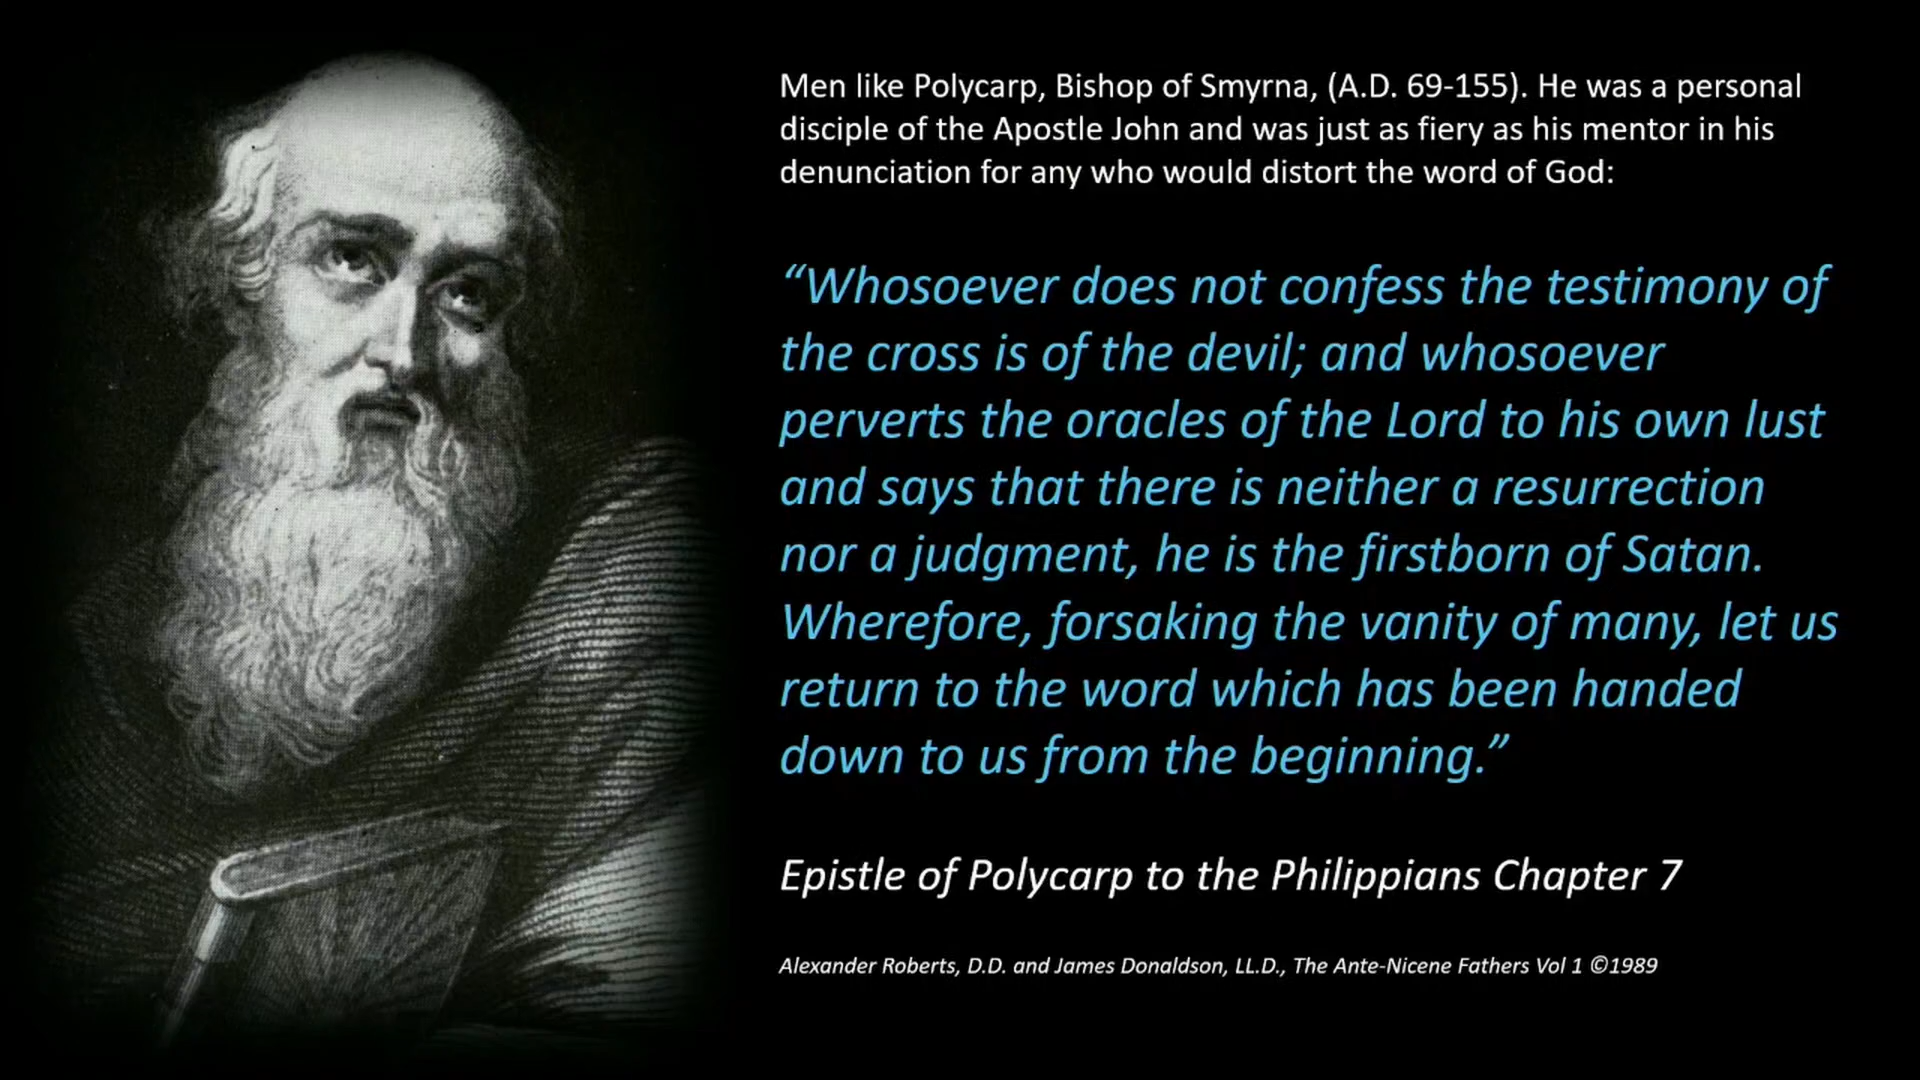 Men like Polycarp, Bishop of Smyrna, (A.D. 69-155). He was a personal
disciple of the Apostle John and was just as fiery as his mentor in his
denunciation for any who would distort the word of God:
“Whosoever does not confess the testimony of
the cross is of the devil; and whosoever
perverts the oracles of the Lord to his own lust
and says that there is neither a resurrection
nor a judgment, he is the firstborn of Satan.
Wherefore, forsaking the vanity of many, let us
return to the word which has been handed
down to us from the beginning.”
Epistle of Polycarp to the Philippians Chapter 7
Alexander Roberts, D.D. and James Donaldson, LL.D., The Ante-Nicene Fathers Vol 1 ©1989